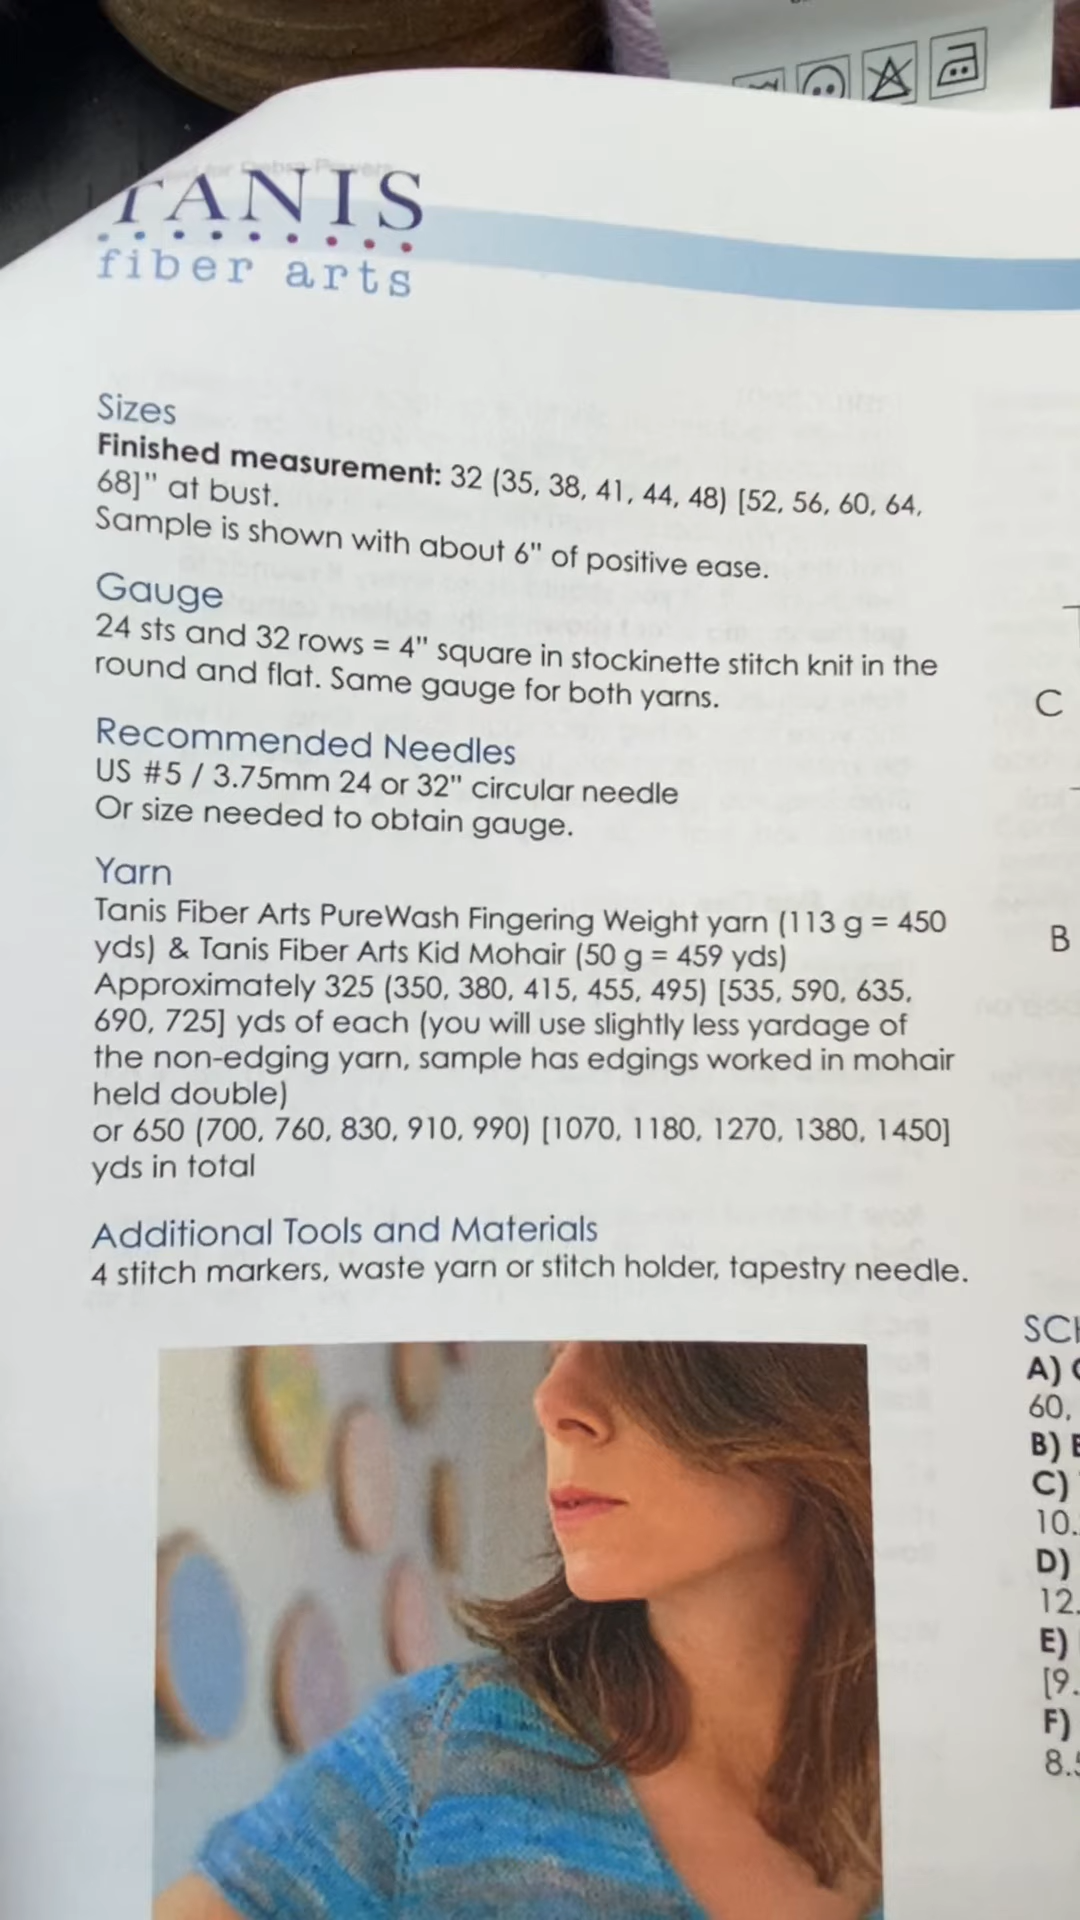 TANIS
fiber arts
Sizes
Finished measurement: 32 (35, 38, 41, 44, 48) [52, 56, 60, 64,
68]" at bust.
Sample is shown with about 6" of positive ease.
Gauge
24 sts and 32 rows = 4" square in stockinette stitch knit in the
round and flat. Same gauge for both yarns.
Recommended Needles
US #5 / 3.75mm 24 or 32" circular needle
Or size needed to obtain gauge.
Yarn
Tanis Fiber Arts PureWash Fingering Weight yarn (113 g = 450
yds) & Tanis Fiber Arts Kid Mohair (50 g = 459 yds)
Approximately 325 (350, 380, 415, 455, 495) [535, 590, 635,
690, 725] yds of each (you will use slightly less yardage of
the non-edging yarn, sample has edgings worked in mohair
held double)
or 650 (700, 760, 830, 910, 990) [1070, 1180, 1270, 1380, 1450]
yds in total
Additional Tools and Materials
4 stitch markers, waste yarn or stitch holder, tapestry needle.
C
B
A)
60,
B)
C)
10.
D)
12.
E)
[9.
F)
8.